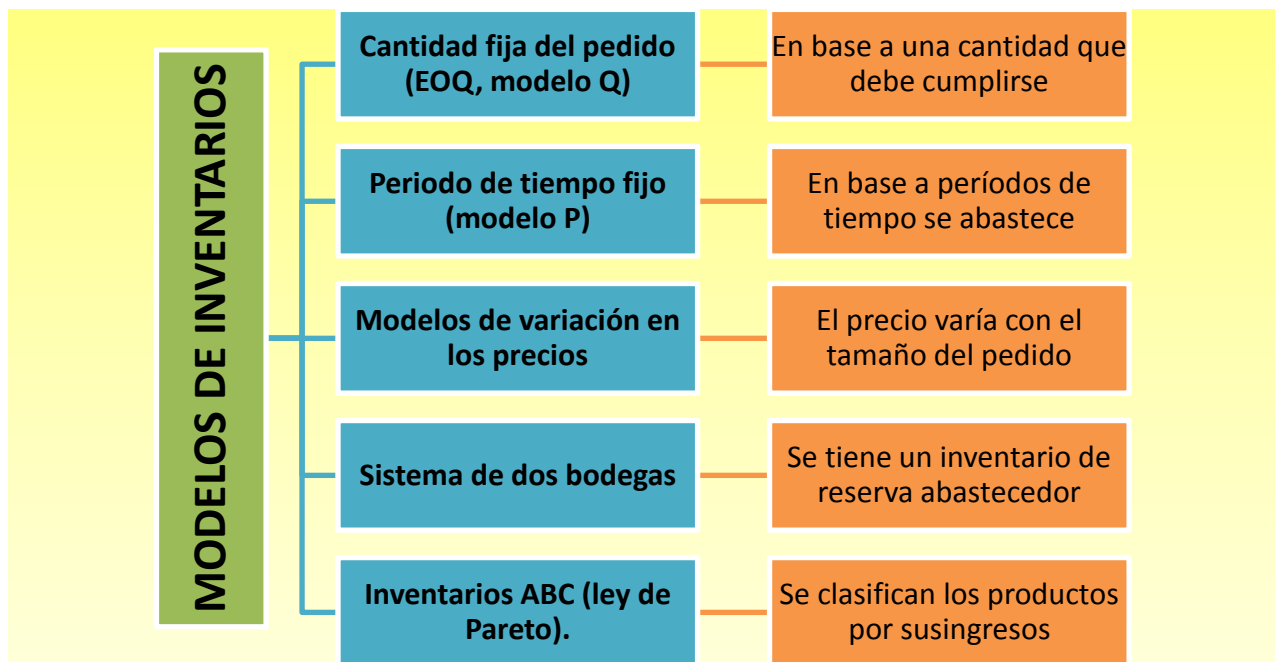 MODELOS DE INVENTARIOS
Cantidad fija del pedido
(EOQ, modelo Q)
En base a una cantidad que
debe cumplirse
Periodo de tiempo fijo
(modelo P)
En base a períodos de
tiempo se abastece
Modelos de variación en
los precios
El precio varía con el
tamaño del pedido
Sistema de dos bodegas
Se tiene un inventario de
reserva abastecedor
Inventarios ABC (ley de
Pareto).
Se clasifican los productos
por susingresos